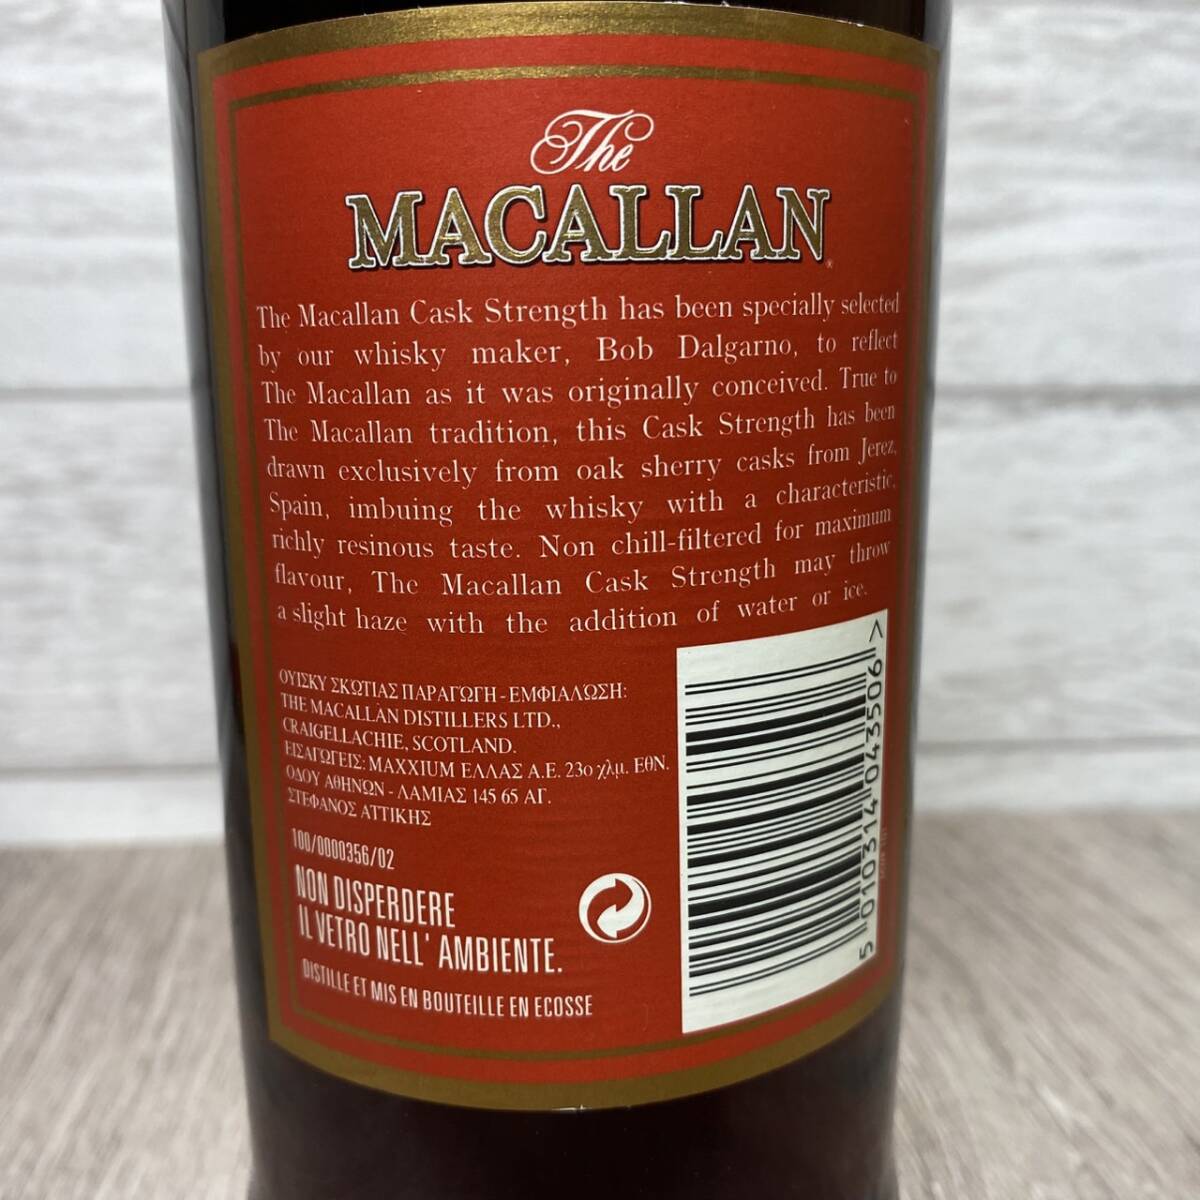 The
MACALLAN
The Macallan Cask Strength has been specially selected
by our whisky maker, Bob Dalgarno, to reflect
The Macallan as it was originally conceived. True to
The Macallan tradition, this Cask Strength has been
drawn exclusively from oak sherry casks from Jerez,
Spain, imbuing the whisky with a characteristic,
richly resinous taste. Non chill-filtered for maximum
flavour, The Macallan Cask Strength may throw
a slight haze with the addition of water or ice.
ΟΥΙΣΚΥ ΣΚΩΤΙΑΣ ΠΑΡΑΓΩΓΗ - ΕΜΦΙΑΛΩΣΗ:
THE MACALLAN DISTILLERS LTD.,
CRAIGELLACHIE, SCOTLAND.
ΕΙΣΑΓΩΓΕΙΣ: MAXXIUM ΕΛΛΑΣ Α.Ε. 23ο χλμ. ΕΘΝ.
ΟΔΟΥ ΑΘΗΝΩΝ - ΛΑΜΙΑΣ 145 65 ΑΓ.
ΣΤΕΦΑΝΟΣ ΑΤΤΙΚΗΣ
100/0000356/02
NON DISPERDERE
IL VETRO NELL' AMBIENTE.
DISTILLE ET MIS EN BOUTEILLE EN ECOSSE
5 010314 043506 >